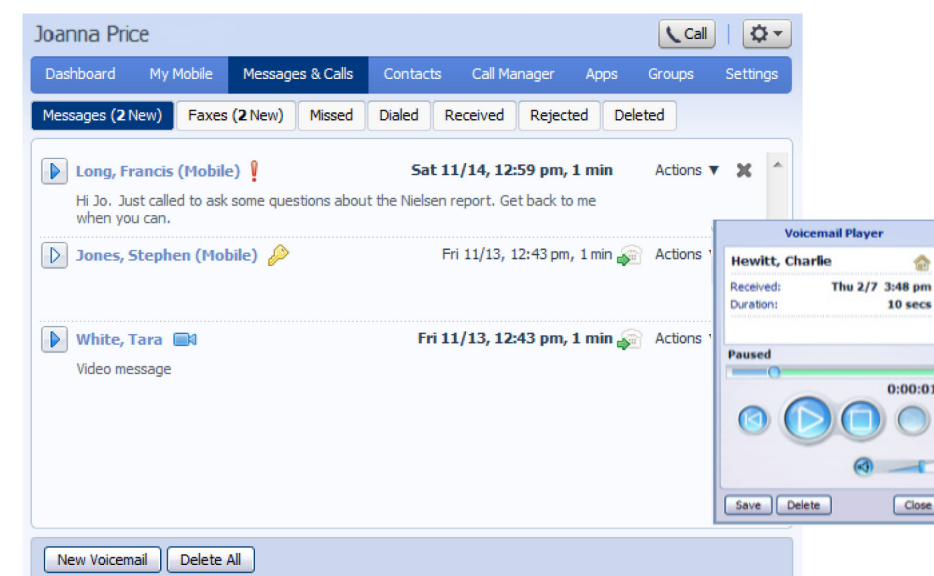 Joanna Price
Call
Dashboard My Mobile Messages & Calls Contacts Call Manager Apps Groups Settings
Messages (2 New) Faxes (2 New) Missed Dialed Received Rejected Deleted
Long, Francis (Mobile) Sat 11/14, 12:59 pm, 1 min Actions
Hi Jo. Just called to ask some questions about the Nielsen report. Get back to me
when you can.
Jones, Stephen (Mobile) Fri 11/13, 12:43 pm, 1 min Actions
White, Tara Fri 11/13, 12:43 pm, 1 min Actions
Video message
Voicemail Player
Hewitt, Charlie
Received: Thu 2/7 3:48 pm
Duration: 10 secs
Paused
0:00:01
Save Delete Close
New Voicemail Delete All